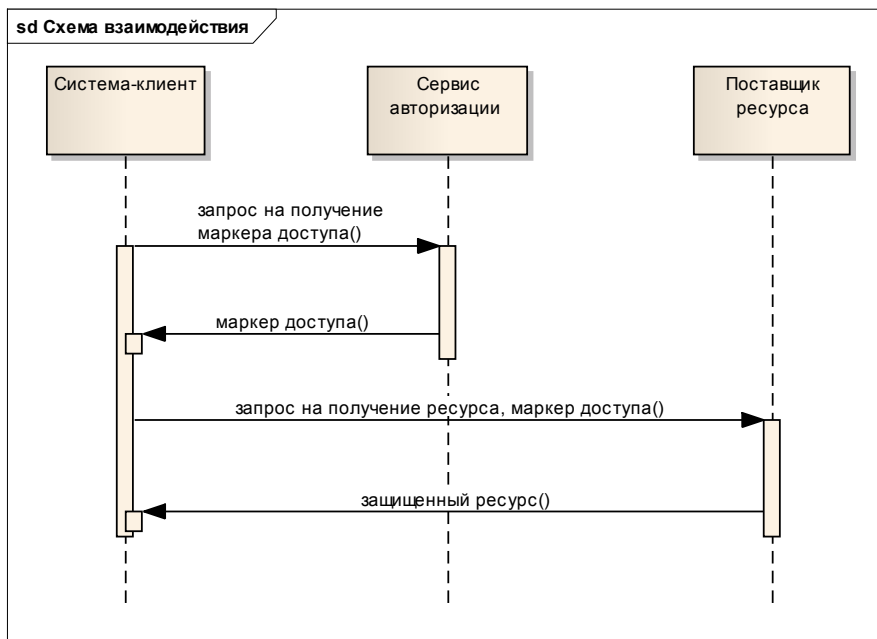 sd Схема взаимодействия
Система-клиент
Сервис
авторизации
Поставщик
ресурса
запрос на получение
маркера доступа()
маркер доступа()
запрос на получение ресурса, маркер доступа()
защищенный ресурс()